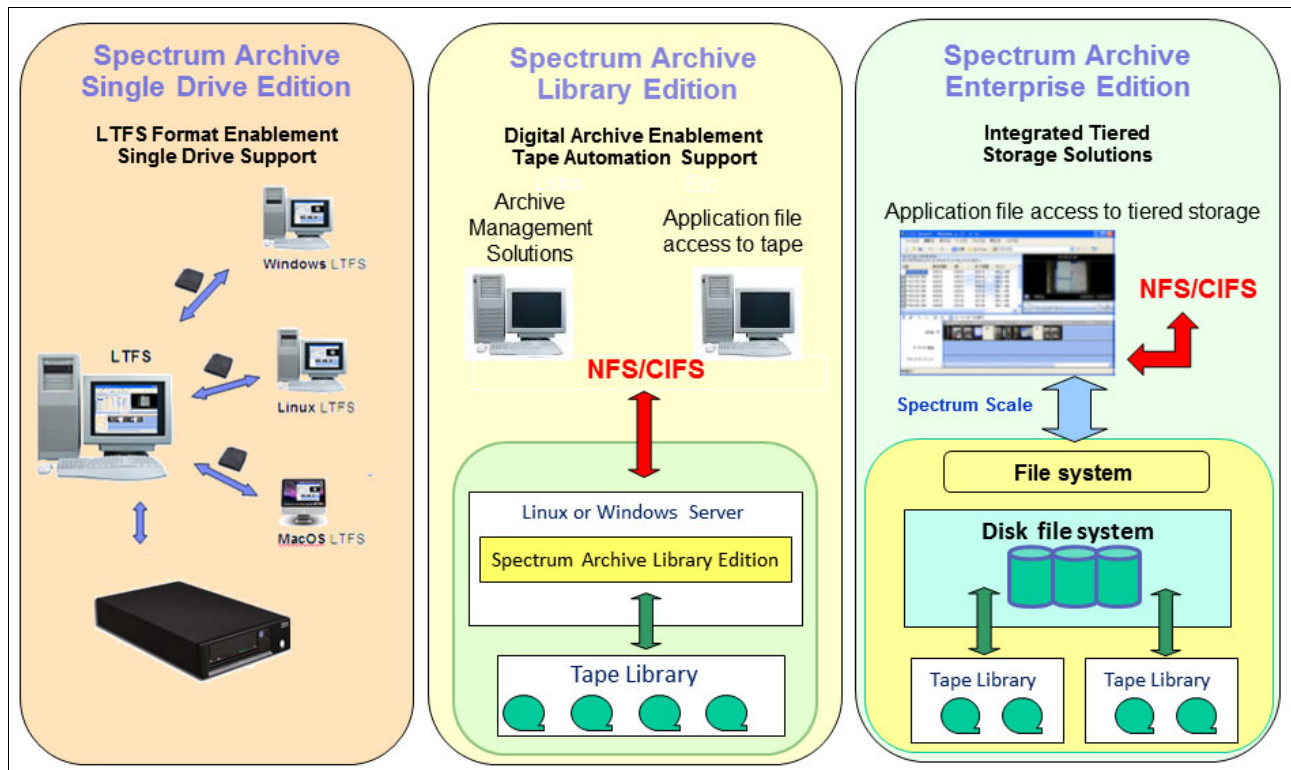 Spectrum Archive
Single Drive Edition
LTFS Format Enablement
Single Drive Support
Windows LTFS
LTFS
Linux LTFS
MacOS LTFS
Spectrum Archive
Library Edition
Digital Archive Enablement
Tape Automation Support
Archive
Management
Solutions
Application file
access to tape
NFS/CIFS
Linux or Windows Server
Spectrum Archive Library Edition
Tape Library
Spectrum Archive
Enterprise Edition
Integrated Tiered
Storage Solutions
Application file access to tiered storage
NFS/CIFS
Spectrum Scale
File system
Disk file system
Tape Library
Tape Library